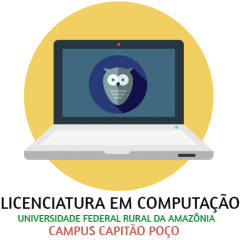 LICENCIATURA EM COMPUTAÇÃO
UNIVERSIDADE FEDERAL RURAL DA AMAZÔNIA
CAMPUS CAPITÃO POÇO